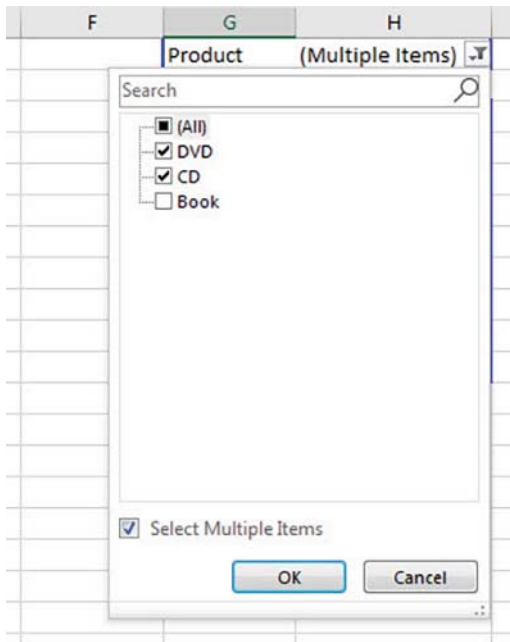 F G H
Product (Multiple Items)
Search
(All)
DVD
CD
Book
Select Multiple Items
OK Cancel